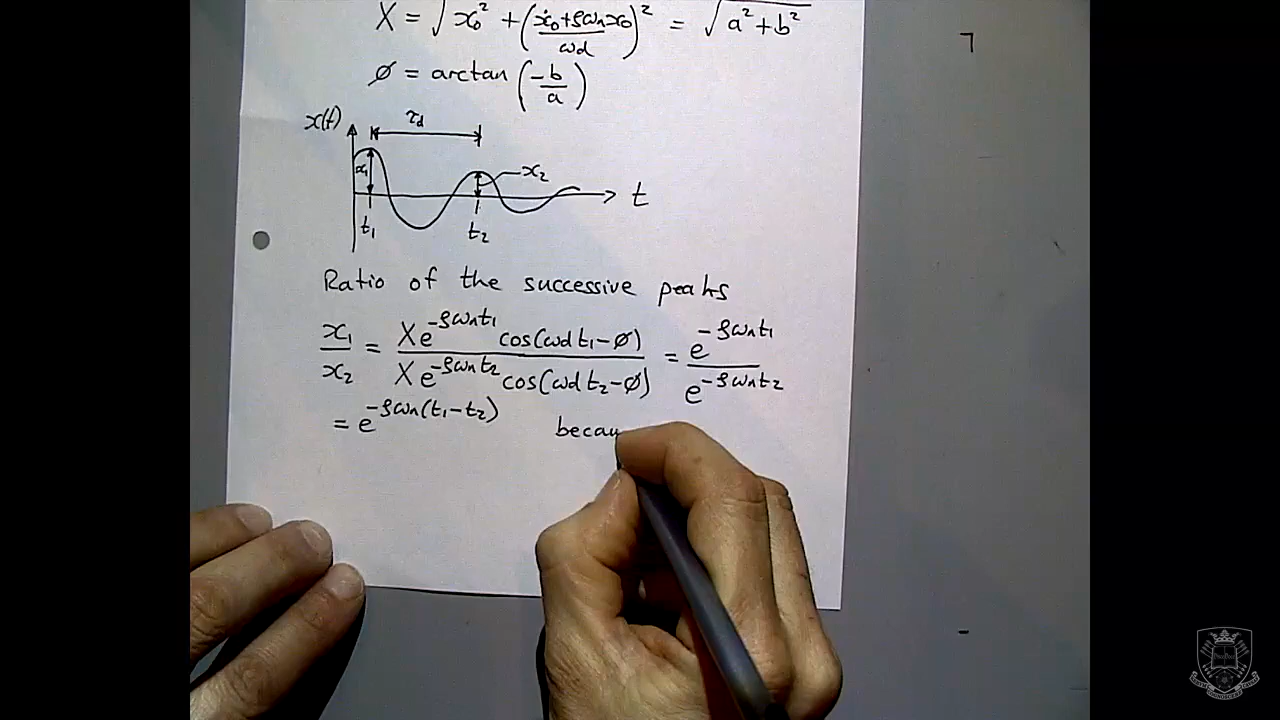 X = √x₀² + (ẋ₀+ζωₙx₀/ωd)² = √a² + b²
7
ø = arctan (-b/a)
x(t)
τd
x₁
x₂
t
t₁
t₂
Ratio of the successive peaks
x₁/x₂ = Xe^-ζωₙt₁ cos(ωd t₁-ø) / Xe^-ζωₙt₂ cos(ωd t₂-ø) = e^-ζωₙt₁ / e^-ζωₙt₂
= e^-ζωₙ(t₁-t₂) becau